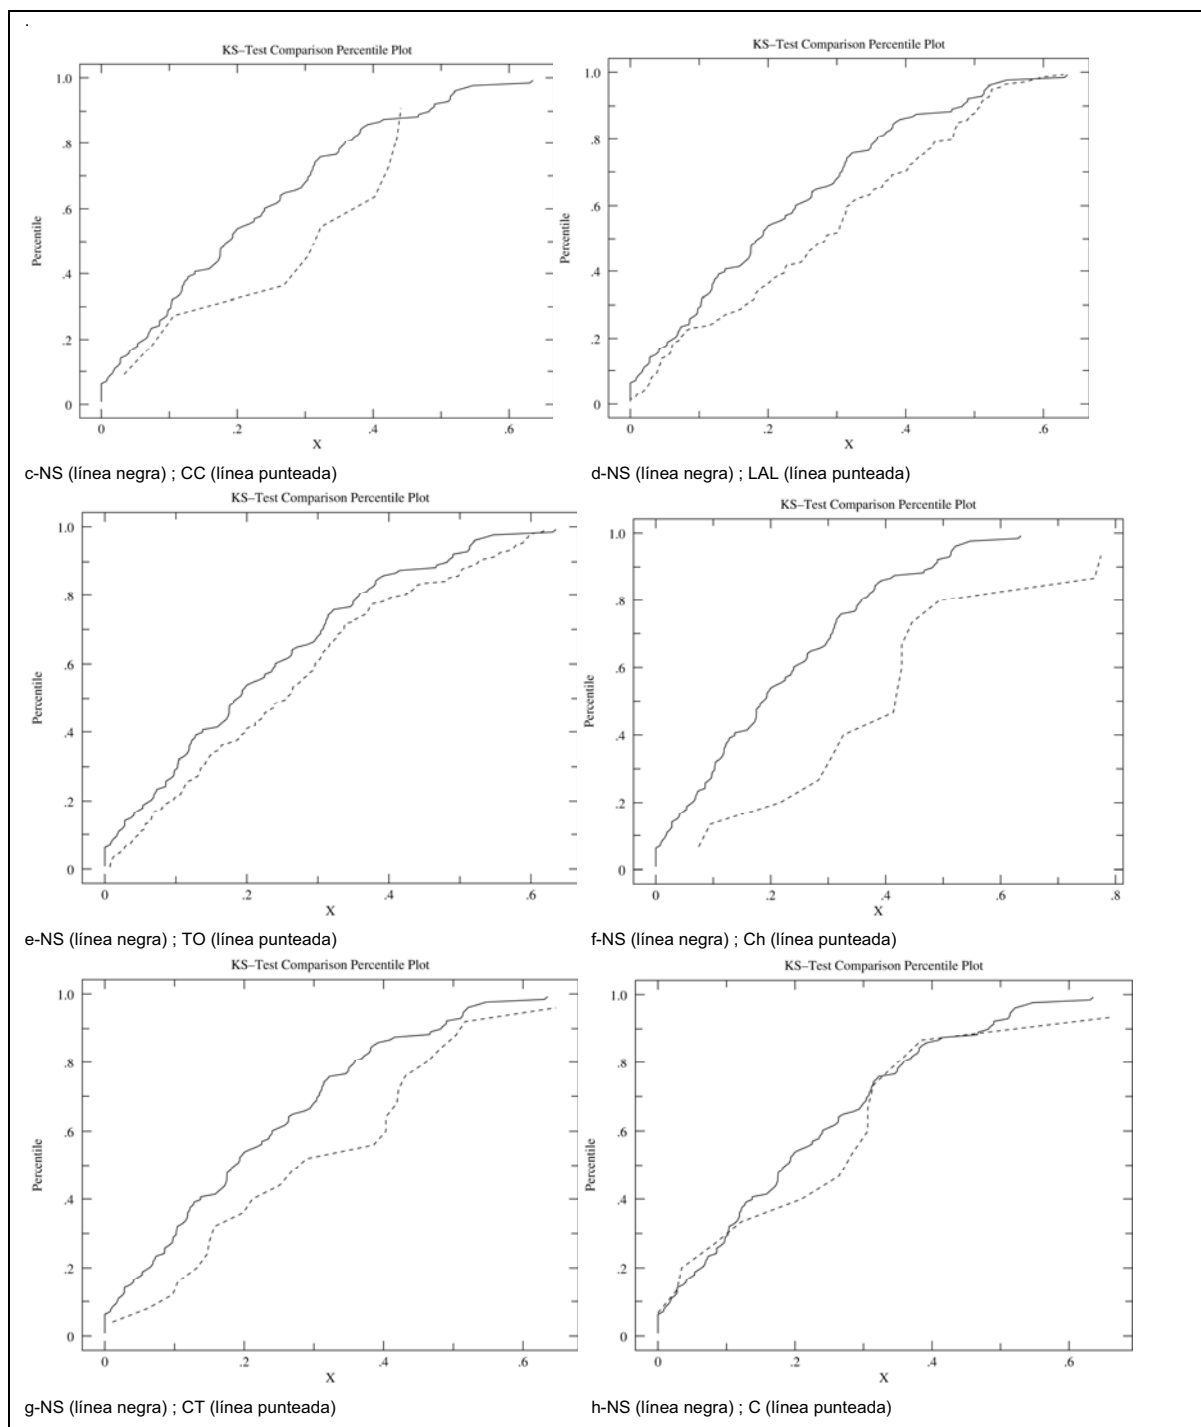 .
KS–Test Comparison Percentile Plot
1.0
.8
.6
.4
.2
0
Percentile
0 .2 .4 .6
X
c-NS (línea negra) ; CC (línea punteada)
KS–Test Comparison Percentile Plot
1.0
.8
.6
.4
.2
0
Percentile
0 .2 .4 .6
X
d-NS (línea negra) ; LAL (línea punteada)
KS–Test Comparison Percentile Plot
1.0
.8
.6
.4
.2
0
Percentile
0 .2 .4 .6
X
e-NS (línea negra) ; TO (línea punteada)
KS–Test Comparison Percentile Plot
1.0
.8
.6
.4
.2
0
Percentile
0 .2 .4 .6 .8
X
f-NS (línea negra) ; Ch (línea punteada)
KS–Test Comparison Percentile Plot
1.0
.8
.6
.4
.2
0
Percentile
0 .2 .4 .6
X
g-NS (línea negra) ; CT (línea punteada)
KS–Test Comparison Percentile Plot
1.0
.8
.6
.4
.2
0
Percentile
0 .2 .4 .6
X
h-NS (línea negra) ; C (línea punteada)